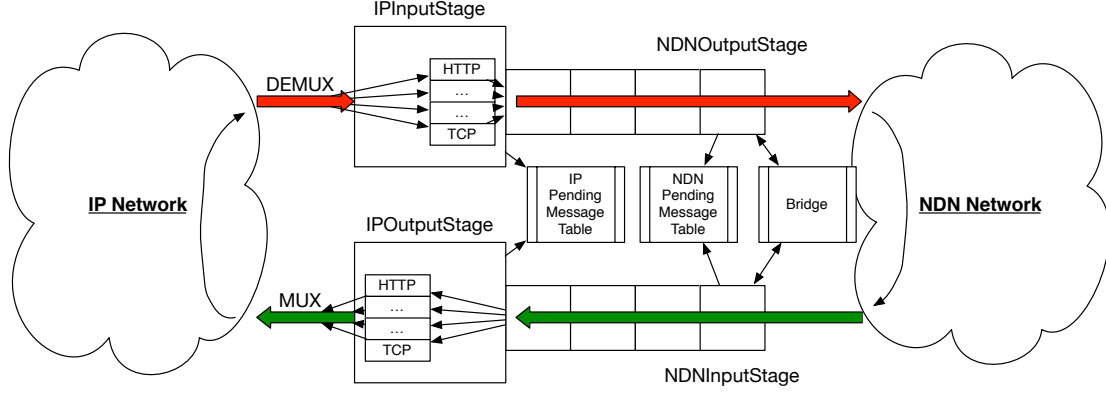 IPInputStage
NDNOutputStage
DEMUX
HTTP
...
...
TCP
IP Network
IP
Pending
Message
Table
NDN
Pending
Message
Table
Bridge
NDN Network
IPOutputStage
MUX
HTTP
...
...
TCP
NDNInputStage